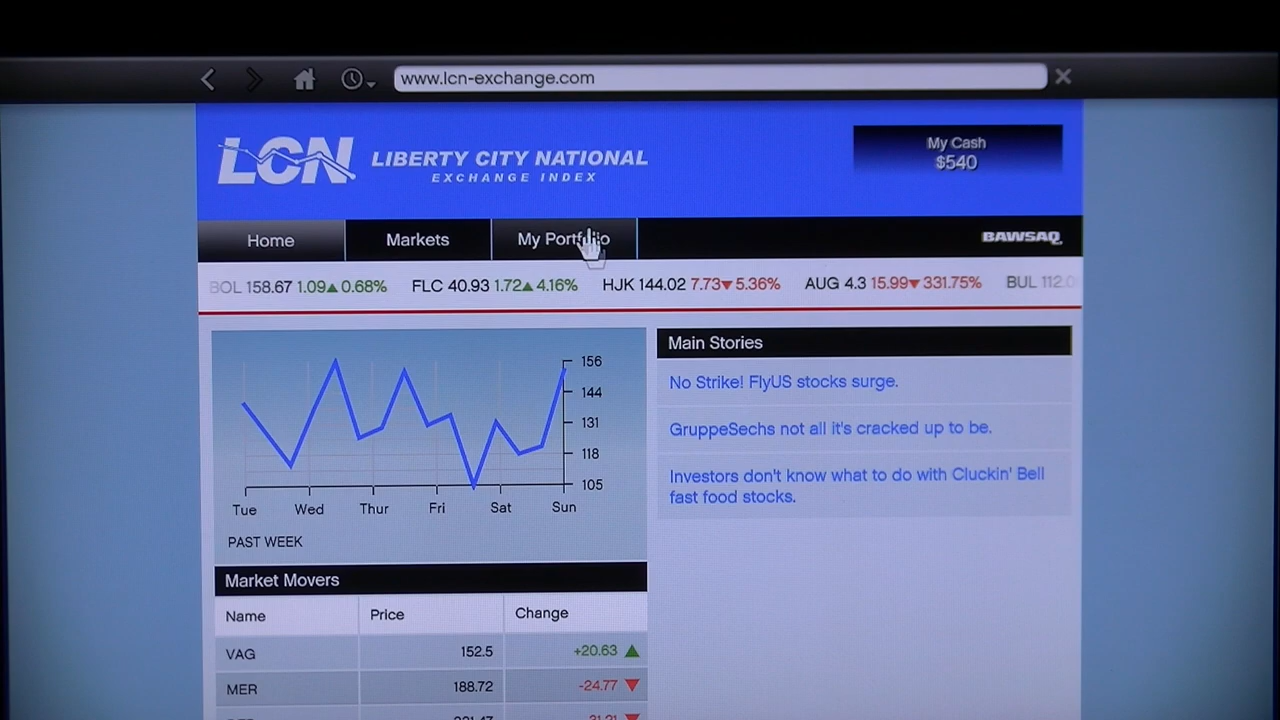 www.lcn-exchange.com
LCN LIBERTY CITY NATIONAL
EXCHANGE INDEX
My Cash
$540
Home Markets My Portfolio BAWSAQ
BOL 158.67 1.09▲0.68% FLC 40.93 1.72▲4.16% HJK 144.02 7.73▼5.36% AUG 4.3 15.99▼331.75% BUL 112.0
156
144
131
118
105
Tue Wed Thur Fri Sat Sun
PAST WEEK
Main Stories
No Strike! FlyUS stocks surge.
GruppeSechs not all it's cracked up to be.
Investors don't know what to do with Cluckin' Bell
fast food stocks.
Market Movers
Name Price Change
VAG 152.5 +20.63 ▲
MER 188.72 -24.77 ▼